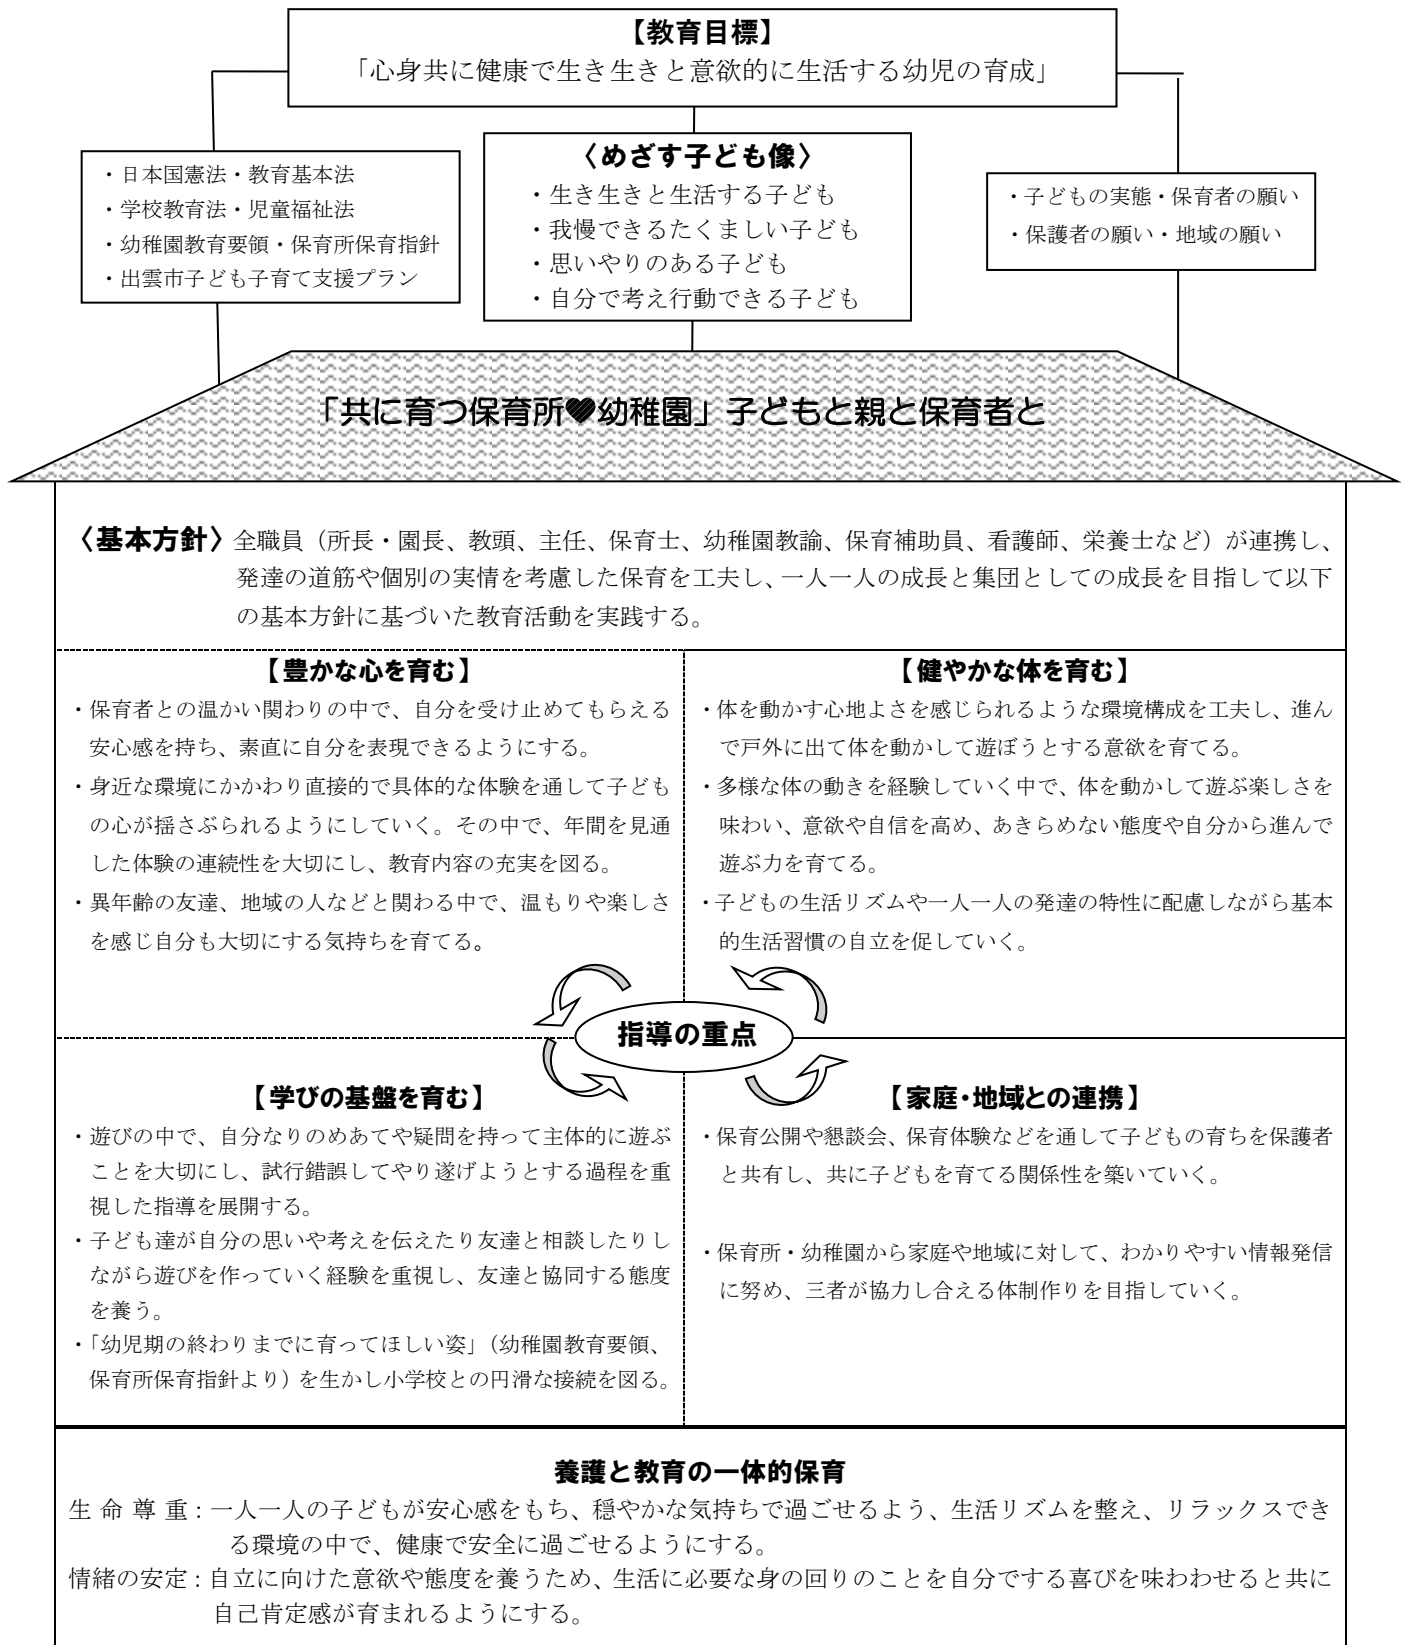 【教育目標】
「心身共に健康で生き生きと意欲的に生活する幼児の育成」
・日本国憲法・教育基本法
・学校教育法・児童福祉法
・幼稚園教育要領・保育所保育指針
・出雲市子ども子育て支援プラン
〈めざす子ども像〉
・生き生きと生活する子ども
・我慢できるたくましい子ども
・思いやりのある子ども
・自分で考え行動できる子ども
・子どもの実態・保育者の願い
・保護者の願い・地域の願い
「共に育つ保育所♥幼稚園」子どもと親と保育者と
〈基本方針〉全職員（所長・園長、教頭、主任、保育士、幼稚園教諭、保育補助員、看護師、栄養士など）が連携し、
発達の道筋や個別の実情を考慮した保育を工夫し、一人一人の成長と集団としての成長を目指して以下
の基本方針に基づいた教育活動を実践する。
【豊かな心を育む】
・保育者との温かい関わりの中で、自分を受け止めてもらえる
安心感を持ち、素直に自分を表現できるようにする。
・身近な環境にかかわり直接的で具体的な体験を通して子ども
の心が揺さぶられるようにしていく。その中で、年間を見通
した体験の連続性を大切にし、教育内容の充実を図る。
・異年齢の友達、地域の人などと関わる中で、温もりや楽しさ
を感じ自分も大切にする気持ちを育てる。
【健やかな体を育む】
・体を動かす心地よさを感じられるような環境構成を工夫し、進ん
で戸外に出て体を動かして遊ぼうとする意欲を育てる。
・多様な体の動きを経験していく中で、体を動かして遊ぶ楽しさを
味わい、意欲や自信を高め、あきらめない態度や自分から進んで
遊ぶ力を育てる。
・子どもの生活リズムや一人一人の発達の特性に配慮しながら基本
的生活習慣の自立を促していく。
指導の重点
【学びの基盤を育む】
・遊びの中で、自分なりのめあてや疑問を持って主体的に遊ぶ
ことを大切にし、試行錯誤してやり遂げようとする過程を重
視した指導を展開する。
・子ども達が自分の思いや考えを伝えたり友達と相談したりし
ながら遊びを作っていく経験を重視し、友達と協同する態度
を養う。
・「幼児期の終わりまでに育ってほしい姿」（幼稚園教育要領、
保育所保育指針より）を生かし小学校との円滑な接続を図る。
【家庭・地域との連携】
・保育公開や懇談会、保育体験などを通して子どもの育ちを保護者
と共有し、共に子どもを育てる関係性を築いていく。
・保育所・幼稚園から家庭や地域に対して、わかりやすい情報発信
に努め、三者が協力し合える体制作りを目指していく。
養護と教育の一体的保育
生 命 尊 重：一人一人の子どもが安心感をもち、穏やかな気持ちで過ごせるよう、生活リズムを整え、リラックスでき
る環境の中で、健康で安全に過ごせるようにする。
情緒の安定：自立に向けた意欲や態度を養うため、生活に必要な身の回りのことを自分でする喜びを味わわせると共に
自己肯定感が育まれるようにする。